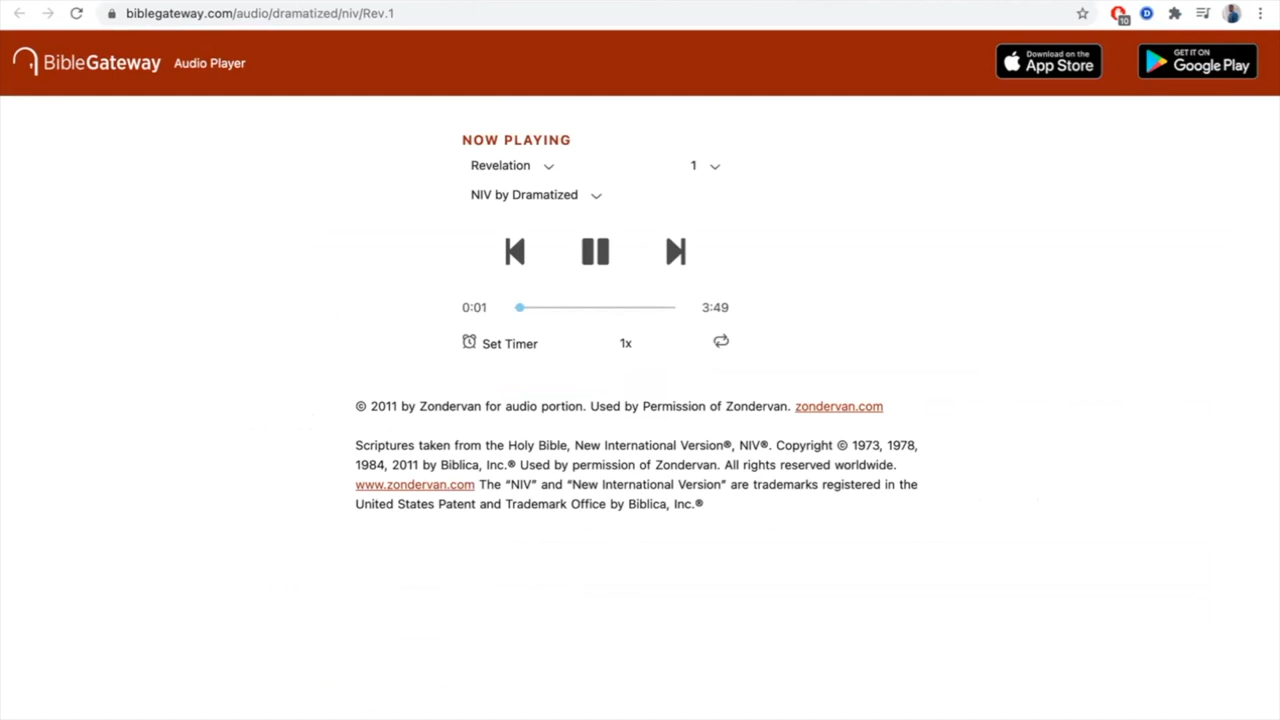 biblegateway.com/audio/dramatized/niv/Rev.1
10
D
BibleGateway Audio Player
Download on the
App Store
GET IT ON
Google Play
NOW PLAYING
Revelation 1
NIV by Dramatized
0:01 3:49
Set Timer 1x
© 2011 by Zondervan for audio portion. Used by Permission of Zondervan. zondervan.com
Scriptures taken from the Holy Bible, New International Version®, NIV®. Copyright © 1973, 1978,
1984, 2011 by Biblica, Inc.® Used by permission of Zondervan. All rights reserved worldwide.
www.zondervan.com The “NIV” and “New International Version” are trademarks registered in the
United States Patent and Trademark Office by Biblica, Inc.®